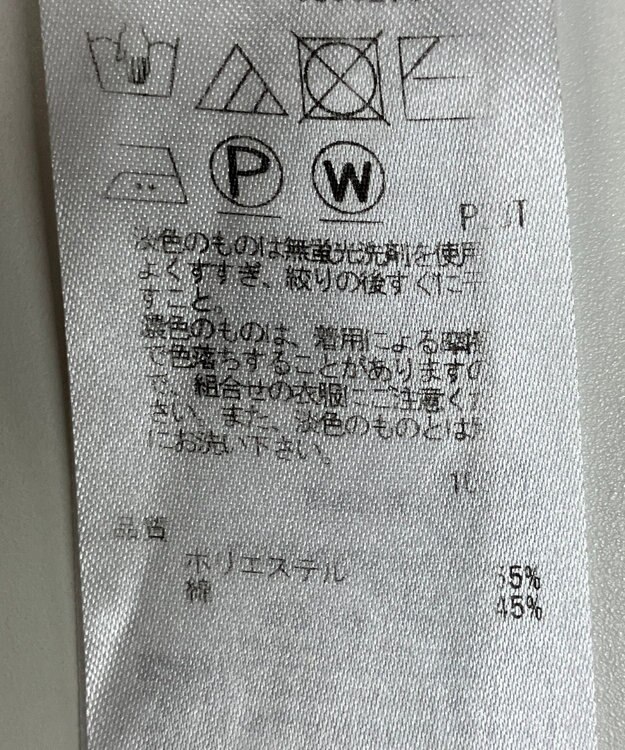 P
W
淡色のものは無蛍光洗剤を使用
よくすすぎ、絞りの後すぐに干
すこと。
濃色のものは、着用による摩擦
で色落ちすることがありますの
で、組合せの衣服にご注意く
さい。また、淡色のものとは
にお洗い下さい。
品番
ポリエステル 55%
綿 45%